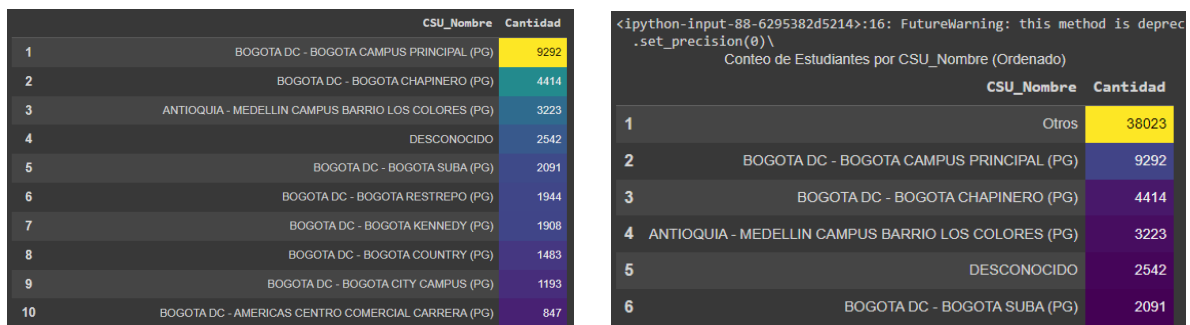 CSU_Nombre Cantidad
1 BOGOTA DC - BOGOTA CAMPUS PRINCIPAL (PG) 9292
2 BOGOTA DC - BOGOTA CHAPINERO (PG) 4414
3 ANTIOQUIA - MEDELLIN CAMPUS BARRIO LOS COLORES (PG) 3223
4 DESCONOCIDO 2542
5 BOGOTA DC - BOGOTA SUBA (PG) 2091
6 BOGOTA DC - BOGOTA RESTREPO (PG) 1944
7 BOGOTA DC - BOGOTA KENNEDY (PG) 1908
8 BOGOTA DC - BOGOTA COUNTRY (PG) 1483
9 BOGOTA DC - BOGOTA CITY CAMPUS (PG) 1193
10 BOGOTA DC - AMERICAS CENTRO COMERCIAL CARRERA (PG) 847
<ipython-input-88-6295382d5214>:16: FutureWarning: this method is deprec
.set_precision(0)\
Conteo de Estudiantes por CSU_Nombre (Ordenado)
CSU_Nombre Cantidad
1 Otros 38023
2 BOGOTA DC - BOGOTA CAMPUS PRINCIPAL (PG) 9292
3 BOGOTA DC - BOGOTA CHAPINERO (PG) 4414
4 ANTIOQUIA - MEDELLIN CAMPUS BARRIO LOS COLORES (PG) 3223
5 DESCONOCIDO 2542
6 BOGOTA DC - BOGOTA SUBA (PG) 2091